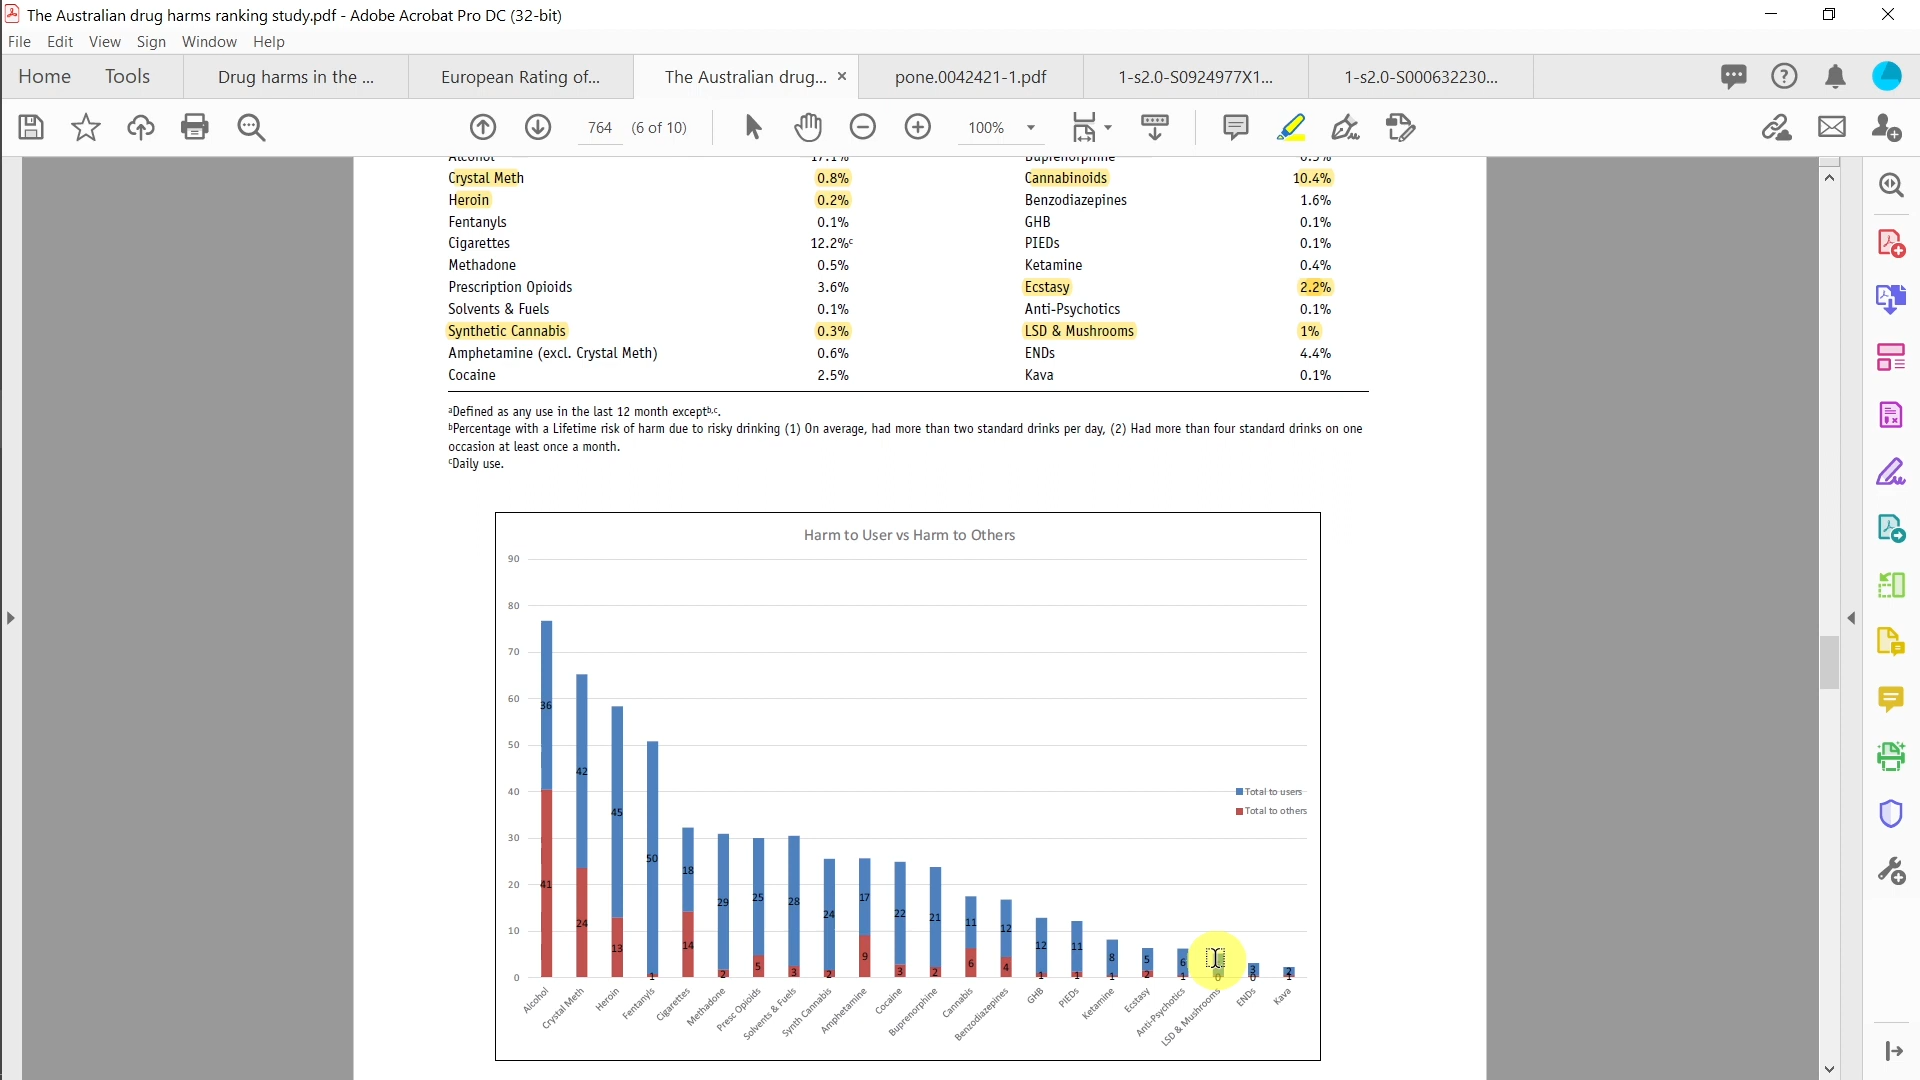 The Australian drug harms ranking study.pdf - Adobe Acrobat Pro DC (32-bit)
File Edit View Sign Window Help
Home Tools Drug harms in the ... European Rating of... The Australian drug... × pone.0042421-1.pdf 1-s2.0-S0924977X1... 1-s2.0-S000632230...
764 (6 of 10) 100%
Alcohol 17.1% Buprenorphine 0.5%
Crystal Meth 0.8% Cannabinoids 10.4%
Heroin 0.2% Benzodiazepines 1.6%
Fentanyls 0.1% GHB 0.1%
Cigarettes 12.2%ᶜ PIEDs 0.1%
Methadone 0.5% Ketamine 0.4%
Prescription Opioids 3.6% Ecstasy 2.2%
Solvents & Fuels 0.1% Anti-Psychotics 0.1%
Synthetic Cannabis 0.3% LSD & Mushrooms 1%
Amphetamine (excl. Crystal Meth) 0.6% ENDs 4.4%
Cocaine 2.5% Kava 0.1%
ᵃDefined as any use in the last 12 month exceptᵇ,ᶜ.
ᵇPercentage with a Lifetime risk of harm due to risky drinking (1) On average, had more than two standard drinks per day, (2) Had more than four standard drinks on one
occasion at least once a month.
ᶜDaily use.
Harm to User vs Harm to Others
90
80
70
60
50
40
30
20
10
0
36 42 45 50 18 29 25 28 24 17 22 21 11 12 12 11 8 5 6 3 2
41 24 13 1 14 2 5 3 2 9 3 2 6 4 1 1 1 2 1 0 0 1
Total to users
Total to others
Alcohol Crystal Meth Heroin Fentanyls Cigarettes Methadone Presc Opioids Solvents & Fuels Synth Cannabis Amphetamine Cocaine Buprenorphine Cannabis Benzodiazepines GHB PIEDs Ketamine Ecstasy Anti-Psychotics LSD & Mushrooms ENDs Kava